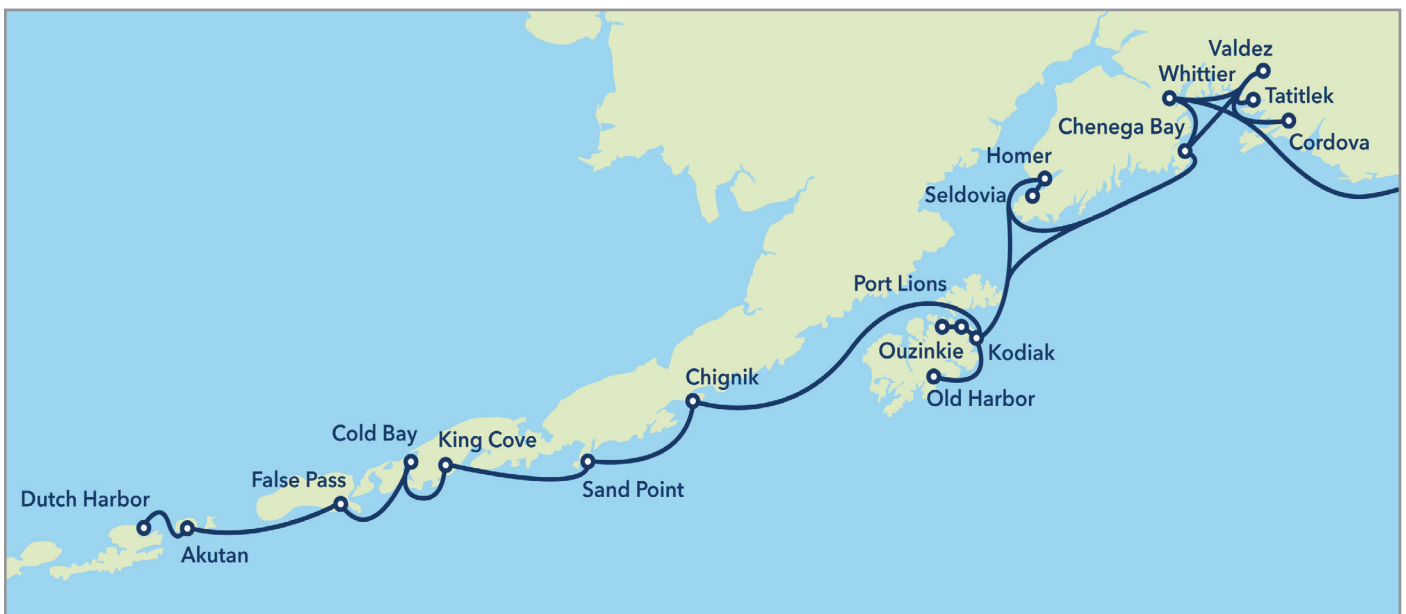 Valdez
Whittier
Tatitlek
Chenega Bay
Cordova
Homer
Seldovia
Port Lions
Ouzinkie
Kodiak
Chignik
Old Harbor
Cold Bay
King Cove
False Pass
Sand Point
Dutch Harbor
Akutan